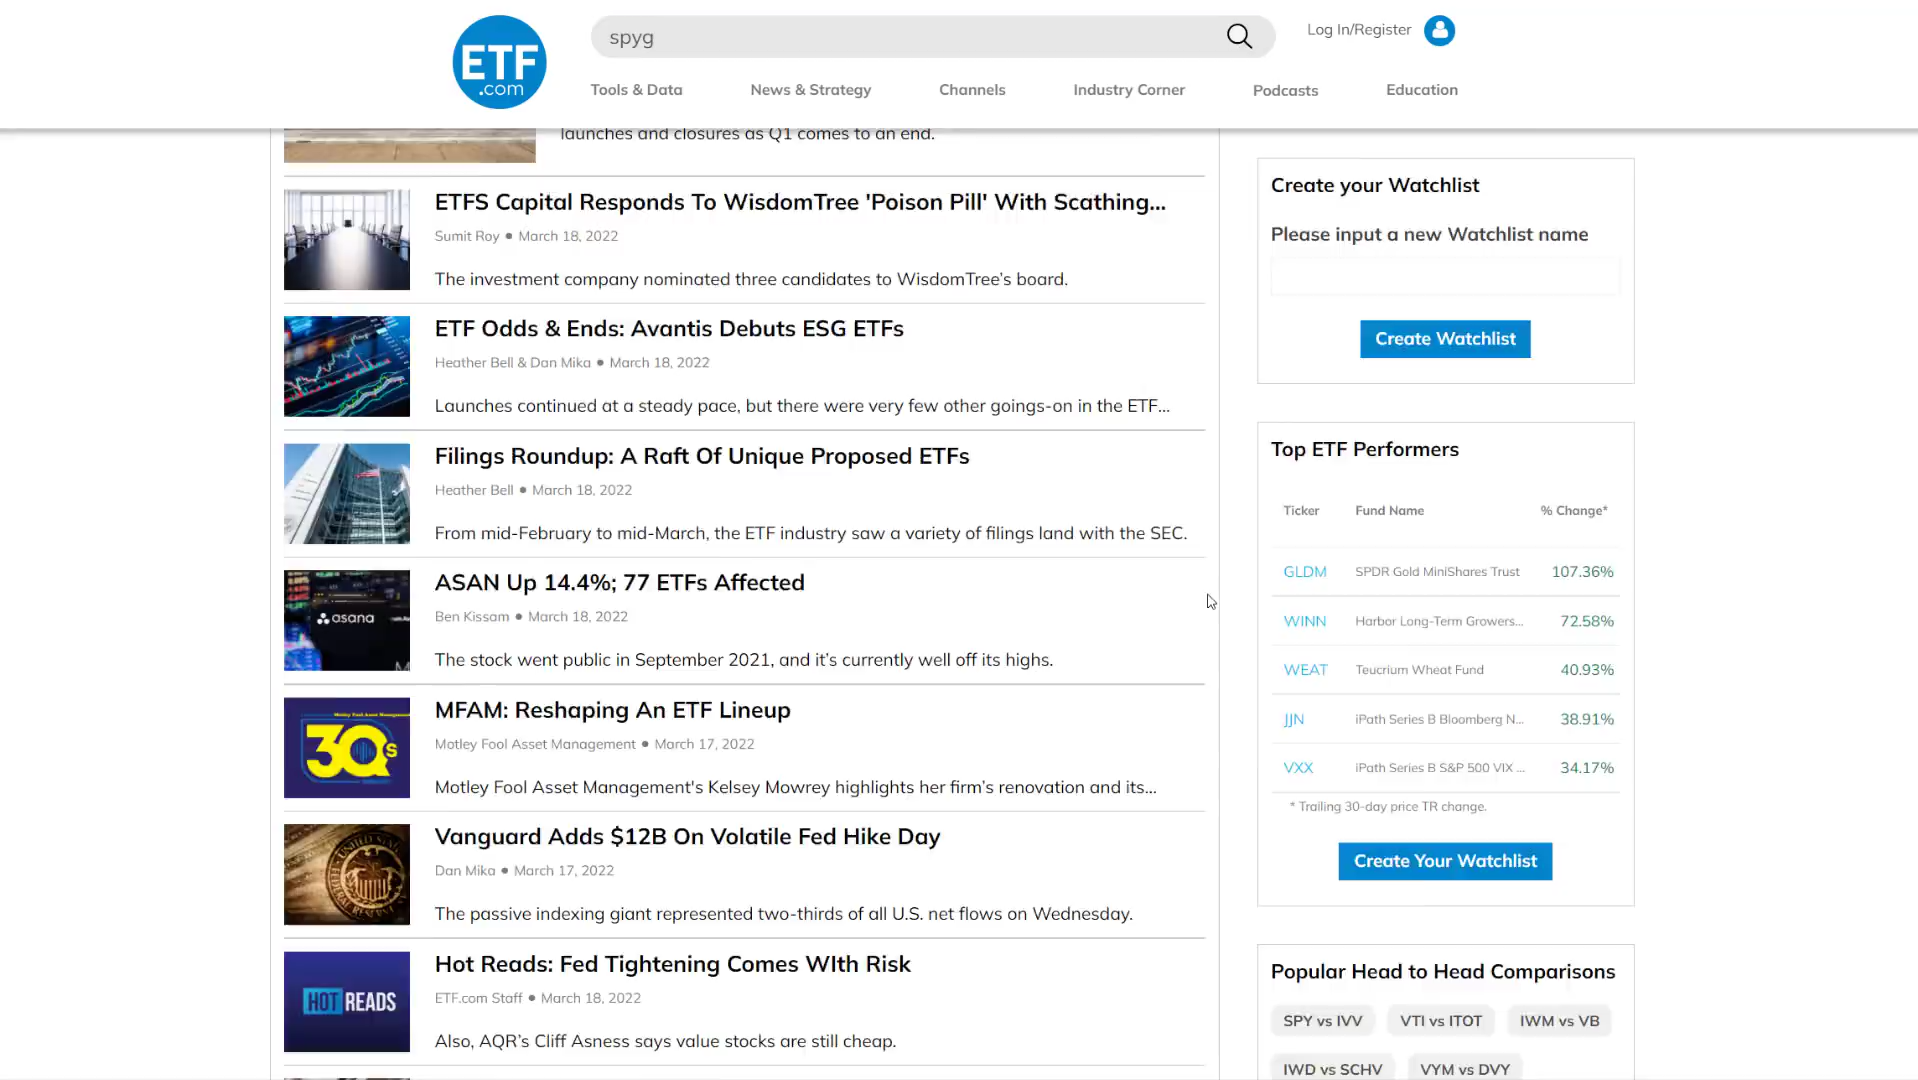 ETF
.com
spyg
Log In/Register
Tools & Data
News & Strategy
Channels
Industry Corner
Podcasts
Education
launches and closures as Q1 comes to an end.
ETFS Capital Responds To WisdomTree 'Poison Pill' With Scathing...
Sumit Roy ● March 18, 2022
The investment company nominated three candidates to WisdomTree's board.
ETF Odds & Ends: Avantis Debuts ESG ETFs
Heather Bell & Dan Mika ● March 18, 2022
Launches continued at a steady pace, but there were very few other goings-on in the ETF...
Filings Roundup: A Raft Of Unique Proposed ETFs
Heather Bell ● March 18, 2022
From mid-February to mid-March, the ETF industry saw a variety of filings land with the SEC.
asana
ASAN Up 14.4%; 77 ETFs Affected
Ben Kissam ● March 18, 2022
The stock went public in September 2021, and it's currently well off its highs.
Motley Fool Asset Management
3Qs
MFAM: Reshaping An ETF Lineup
Motley Fool Asset Management ● March 17, 2022
Motley Fool Asset Management's Kelsey Mowrey highlights her firm's renovation and its...
Vanguard Adds $12B On Volatile Fed Hike Day
Dan Mika ● March 17, 2022
The passive indexing giant represented two-thirds of all U.S. net flows on Wednesday.
HOT READS
Hot Reads: Fed Tightening Comes WIth Risk
ETF.com Staff ● March 18, 2022
Also, AQR's Cliff Asness says value stocks are still cheap.
Create your Watchlist
Please input a new Watchlist name
Create Watchlist
Top ETF Performers
Ticker Fund Name % Change*
GLDM SPDR Gold MiniShares Trust 107.36%
WINN Harbor Long-Term Growers... 72.58%
WEAT Teucrium Wheat Fund 40.93%
JJN iPath Series B Bloomberg N... 38.91%
VXX iPath Series B S&P 500 VIX ... 34.17%
* Trailing 30-day price TR change.
Create Your Watchlist
Popular Head to Head Comparisons
SPY vs IVV
VTI vs ITOT
IWM vs VB
IWD vs SCHV
VYM vs DVY